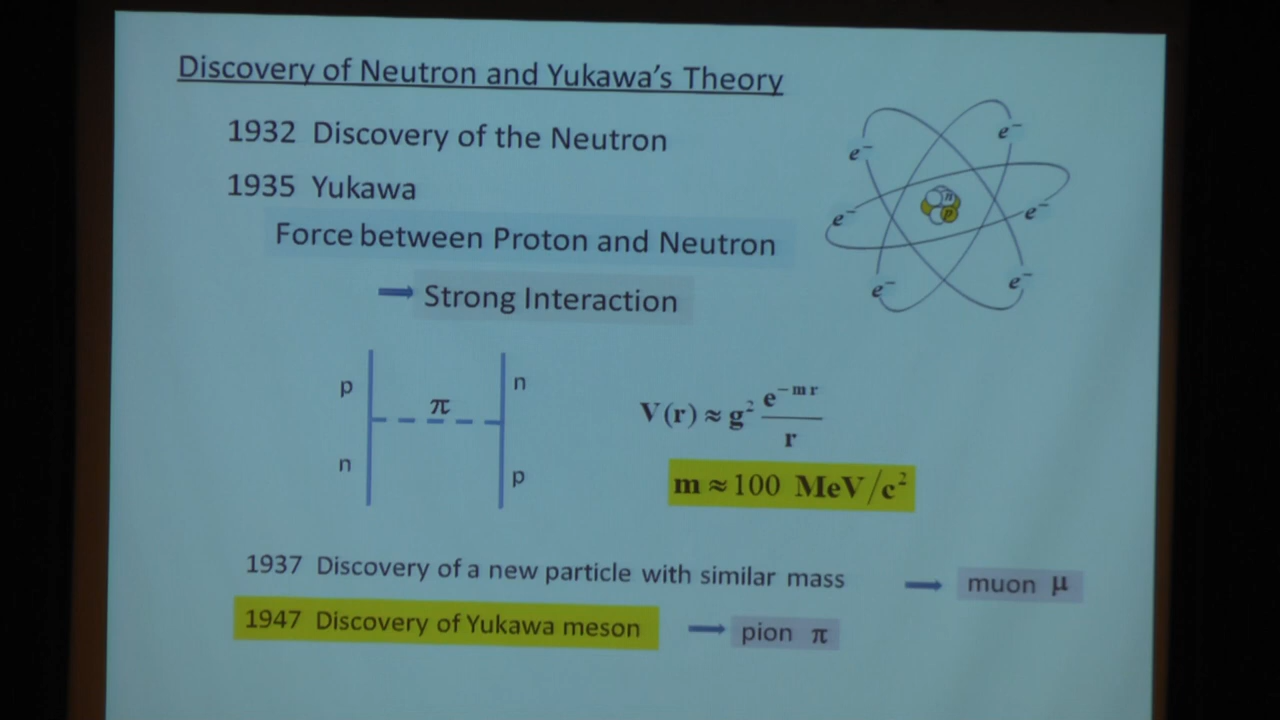 Discovery of Neutron and Yukawa's Theory
1932 Discovery of the Neutron
1935 Yukawa
Force between Proton and Neutron
→ Strong Interaction
e⁻
e⁻
e⁻
e⁻
e⁻
e⁻
n
p
p
n
π
n
p
V(r) ≈ g² e^{-mr} / r
m ≈ 100 MeV/c²
1937 Discovery of a new particle with similar mass → muon μ
1947 Discovery of Yukawa meson → pion π